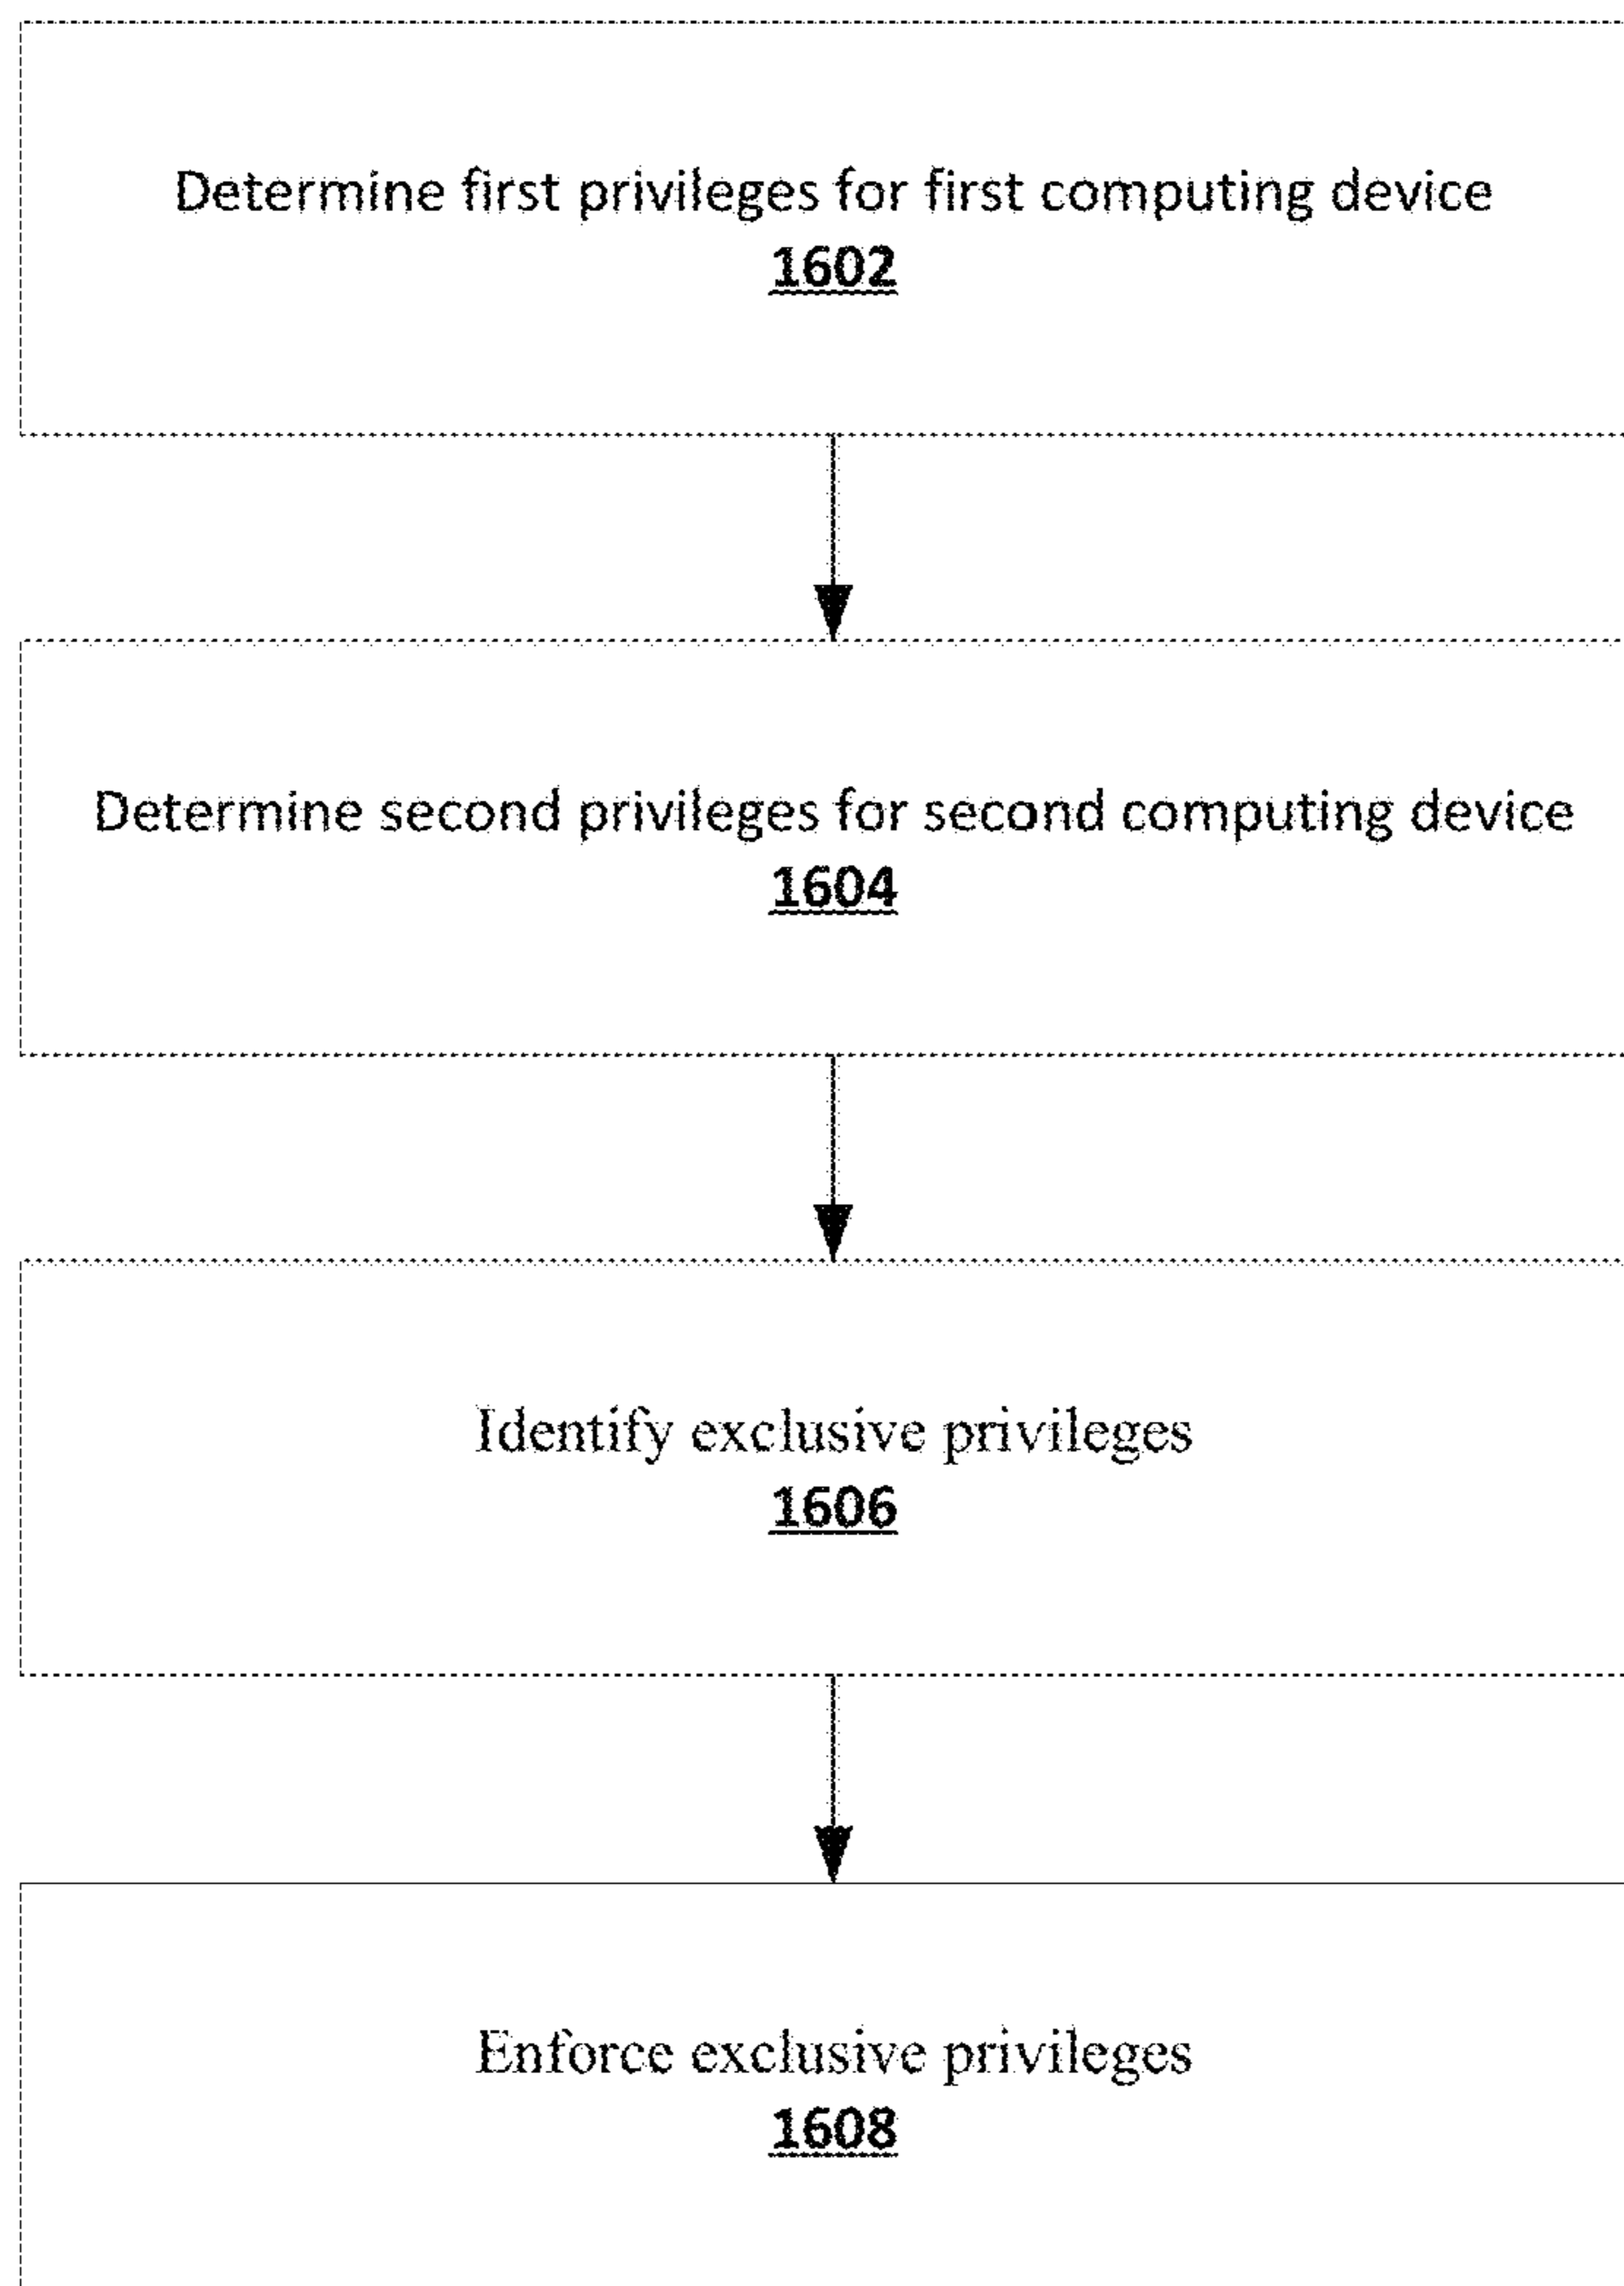 Determine first privileges for first computing device
1602
Determine second privileges for second computing device
1604
Identify exclusive privileges
1606
Enforce exclusive privileges
1608